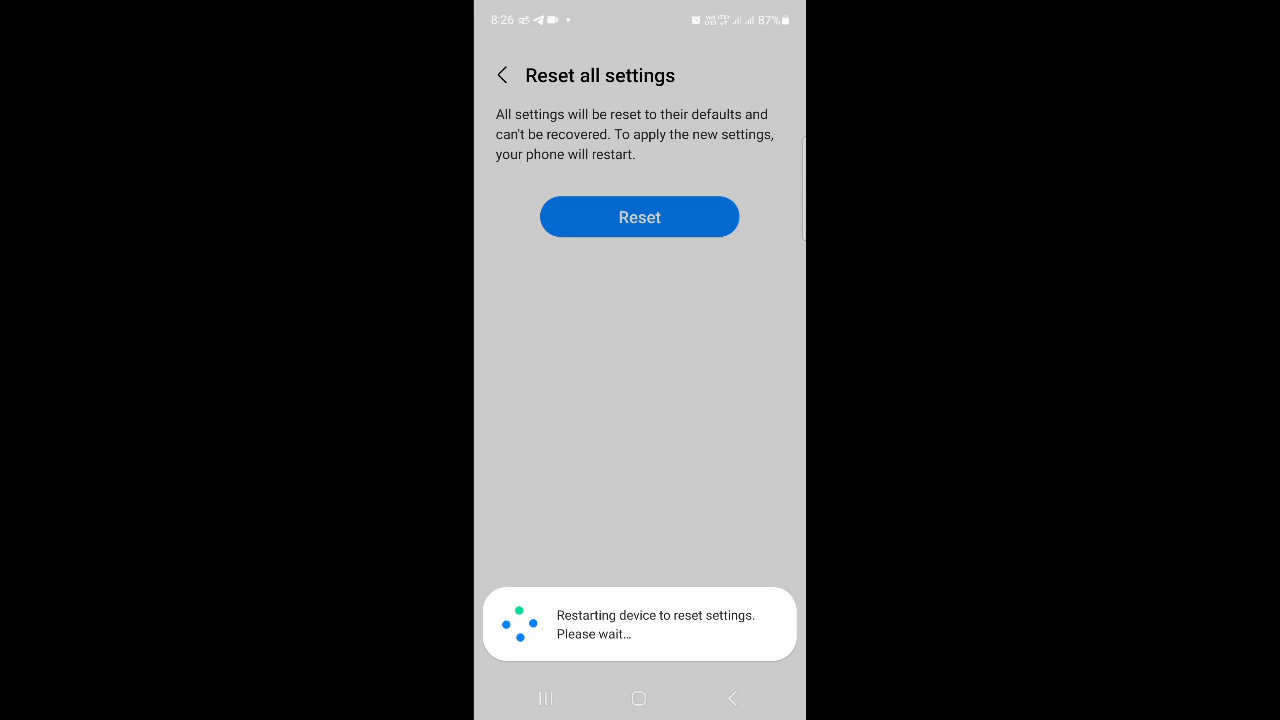 8:26
87%
Reset all settings
All settings will be reset to their defaults and
can't be recovered. To apply the new settings,
your phone will restart.
Reset
Restarting device to reset settings.
Please wait...